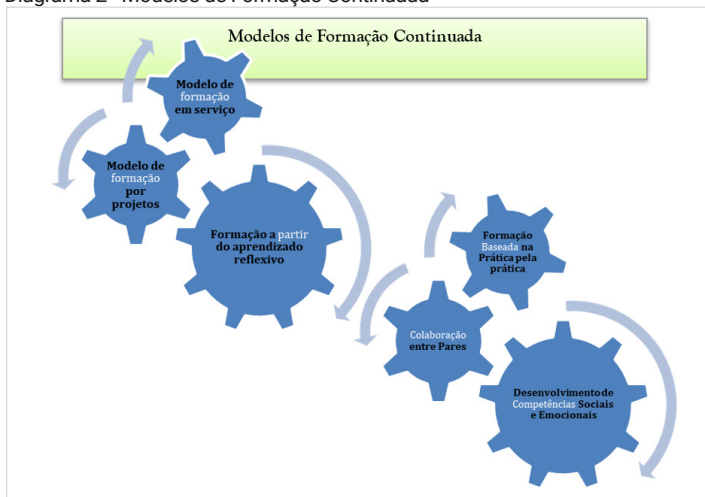 Diagrama 2 - Modelos de Formação Continuada
Modelos de Formação Continuada
Modelo de
formação
em serviço
Modelo de
formação
por
projetos
Formação a partir
do aprendizado
reflexivo
Formação
Baseada na
Prática pela
prática
Colaboração
entre Pares
Desenvolvimento de
Competências Sociais
e Emocionais